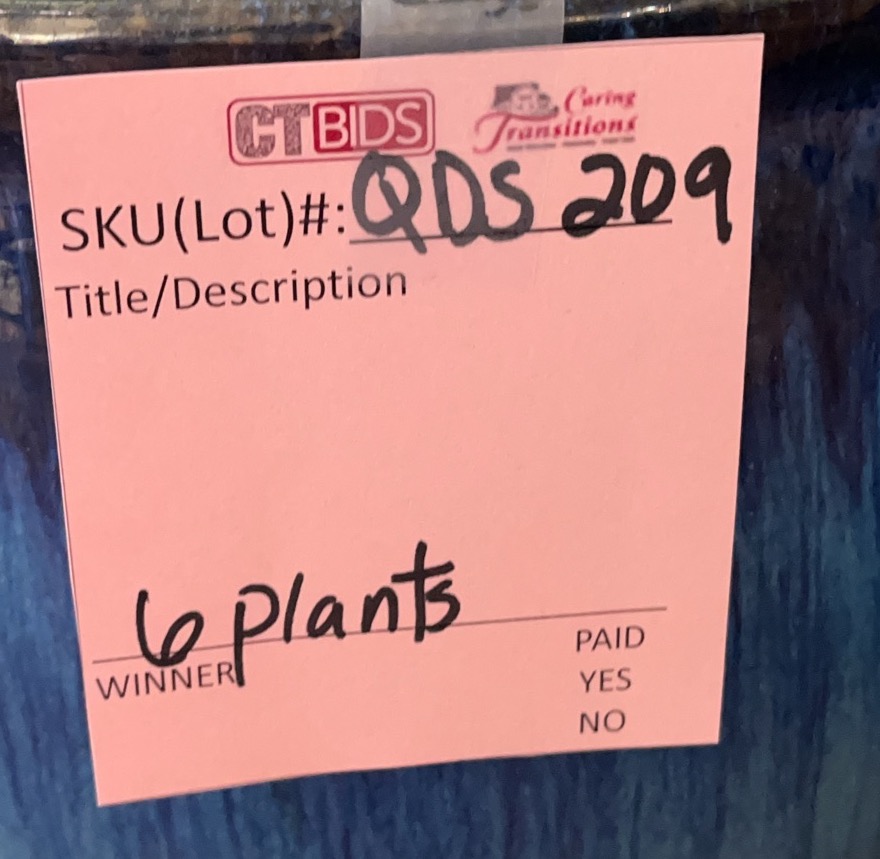 CTBIDS Caring
Transitions
SKU(Lot)#: QDS 209
Title/Description
6 plants
WINNER PAID
YES
NO